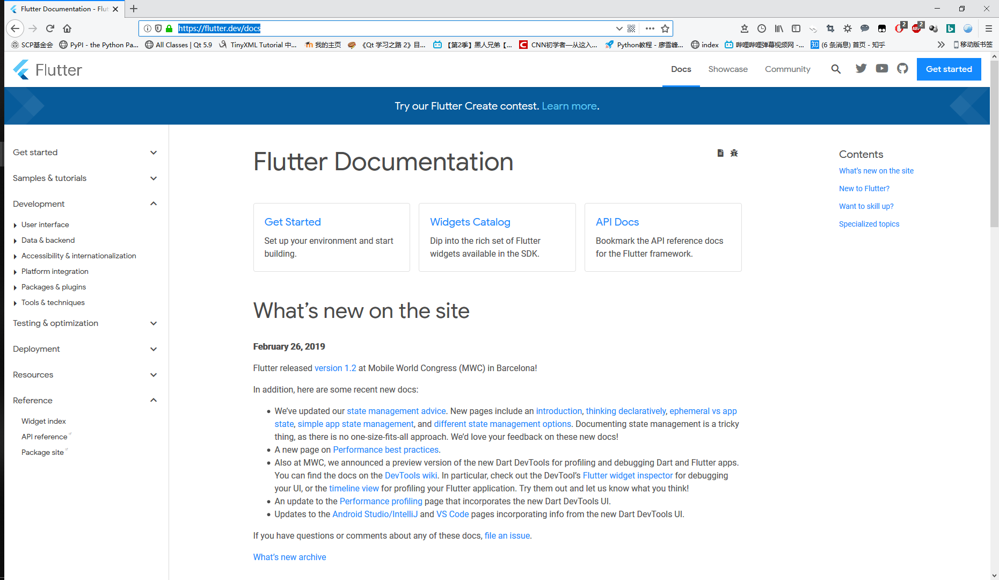 Flutter Documentation - Flut
https://flutter.dev/docs
2
ABP
2
SCP基金会
PyPI - the Python Pa...
All Classes | Qt 5.9
TinyXML Tutorial 中...
我的主页
《Qt 学习之路 2》目...
【第2季】黑人兄弟【...
CNN初学者—从这入...
Python教程 - 廖雪峰...
index
哔哩哔哩弹幕视频网 -...
知
(6 条消息) 首页 - 知乎
移动版书签
Flutter
Docs
Showcase
Community
Get started
Try our Flutter Create contest. Learn more.
Get started
Samples & tutorials
Development
User interface
Data & backend
Accessibility & internationalization
Platform integration
Packages & plugins
Tools & techniques
Testing & optimization
Deployment
Resources
Reference
Widget index
API reference
Package site
Flutter Documentation
Get Started
Set up your environment and start
building.
Widgets Catalog
Dip into the rich set of Flutter
widgets available in the SDK.
API Docs
Bookmark the API reference docs
for the Flutter framework.
What’s new on the site
February 26, 2019
Flutter released version 1.2 at Mobile World Congress (MWC) in Barcelona!
In addition, here are some recent new docs:
We’ve updated our state management advice. New pages include an introduction, thinking declaratively, ephemeral vs app
state, simple app state management, and different state management options. Documenting state management is a tricky
thing, as there is no one-size-fits-all approach. We’d love your feedback on these new docs!
A new page on Performance best practices.
Also at MWC, we announced a preview version of the new Dart DevTools for profiling and debugging Dart and Flutter apps.
You can find the docs on the DevTools wiki. In particular, check out the DevTool’s Flutter widget inspector for debugging
your UI, or the timeline view for profiling your Flutter application. Try them out and let us know what you think!
An update to the Performance profiling page that incorporates the new Dart DevTools UI.
Updates to the Android Studio/IntelliJ and VS Code pages incorporating info from the new Dart DevTools UI.
If you have questions or comments about any of these docs, file an issue.
What’s new archive
Contents
What’s new on the site
New to Flutter?
Want to skill up?
Specialized topics